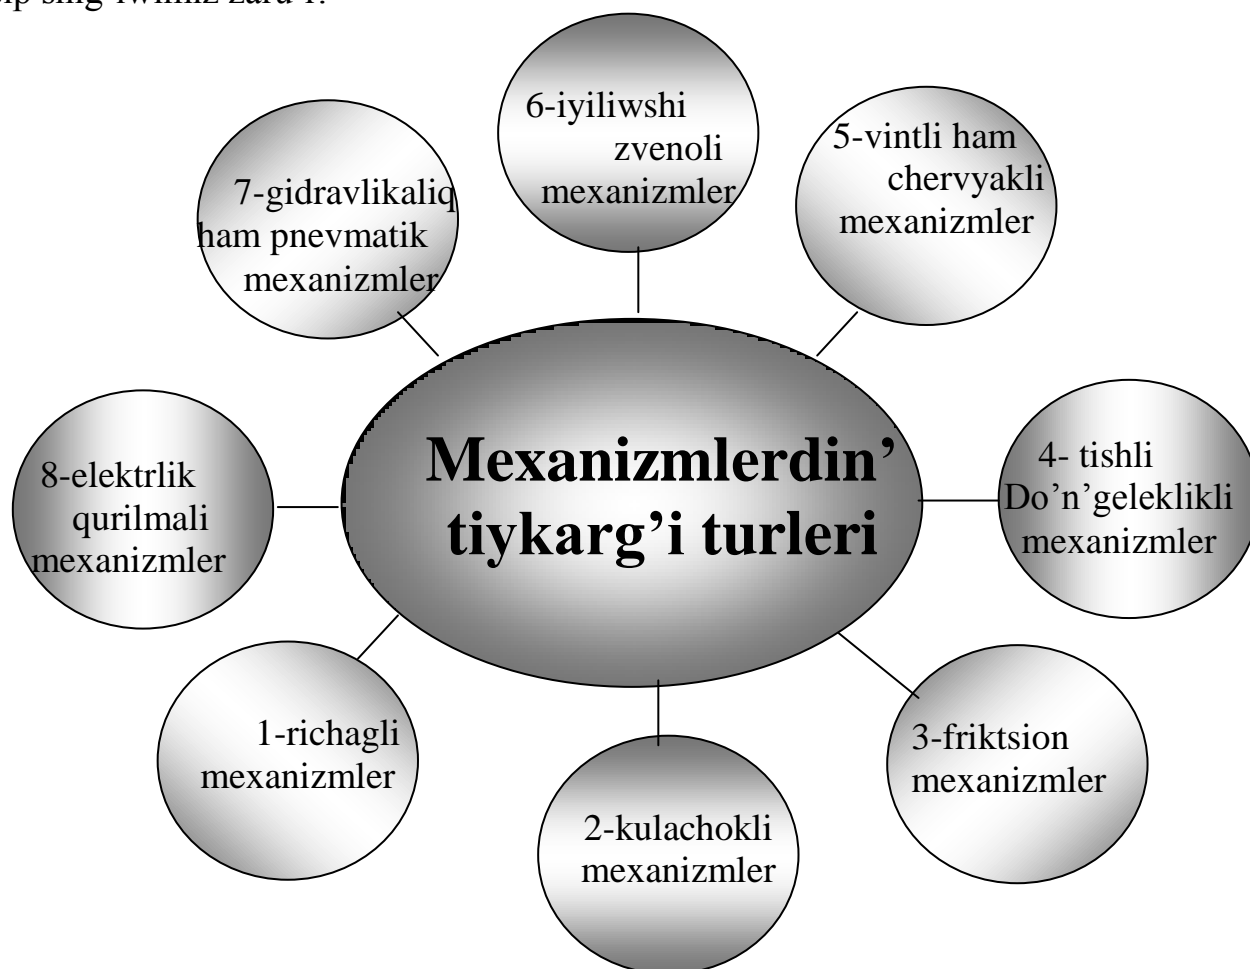 6-iyiliwshi
zvenoli
mexanizmler
5-vintli ham
chervyakli
mexanizmler
7-gidravlikaliq
ham pnevmatik
mexanizmler
Mexanizmlerdin’
tiykarg’i turleri
4- tishli
Do’n’geleklikli
mexanizmler
8-elektrlik
qurilmali
mexanizmler
1-richagli
mexanizmler
3-friktsion
mexanizmler
2-kulachokli
mexanizmler